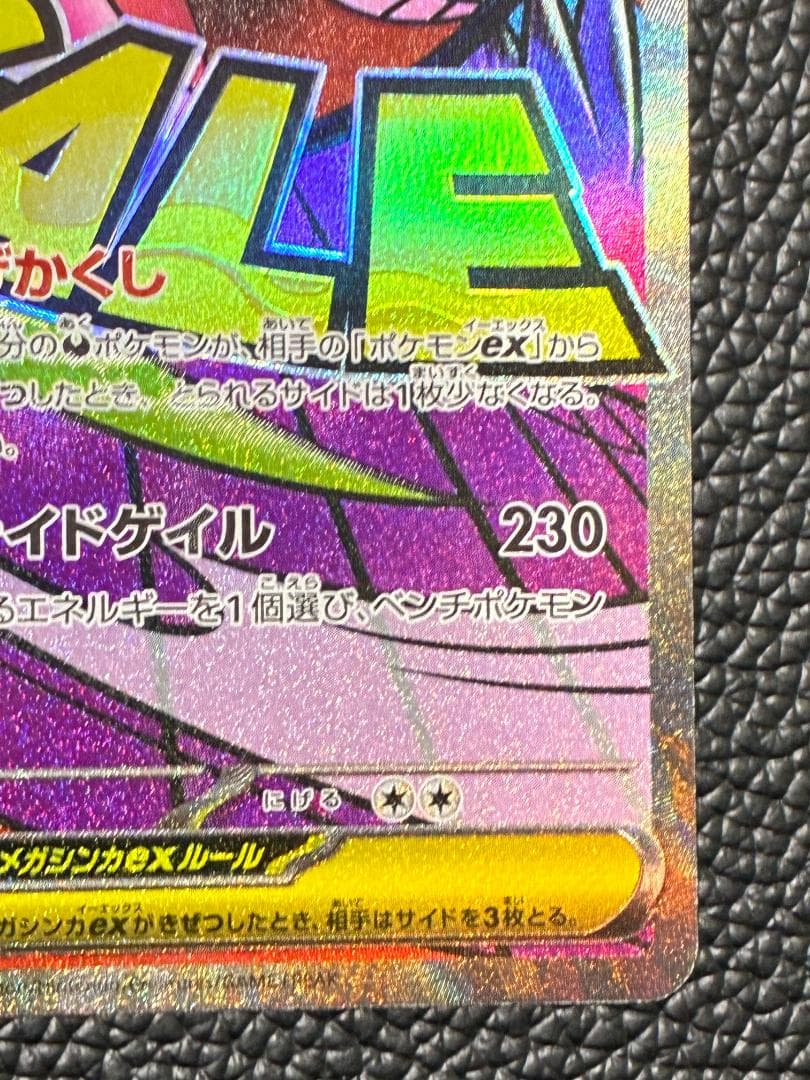 ALE
かくし
分のポケモンが、相手の「ポケモンex」から
つしたとき、とられるサイドは1枚少なくなる。
。
イドゲイル 230
るエネルギーを1個選び、ベンチポケモン
にげる
メガシンカexルール
ガシンカexがきぜつしたとき、相手はサイドを3枚とる。